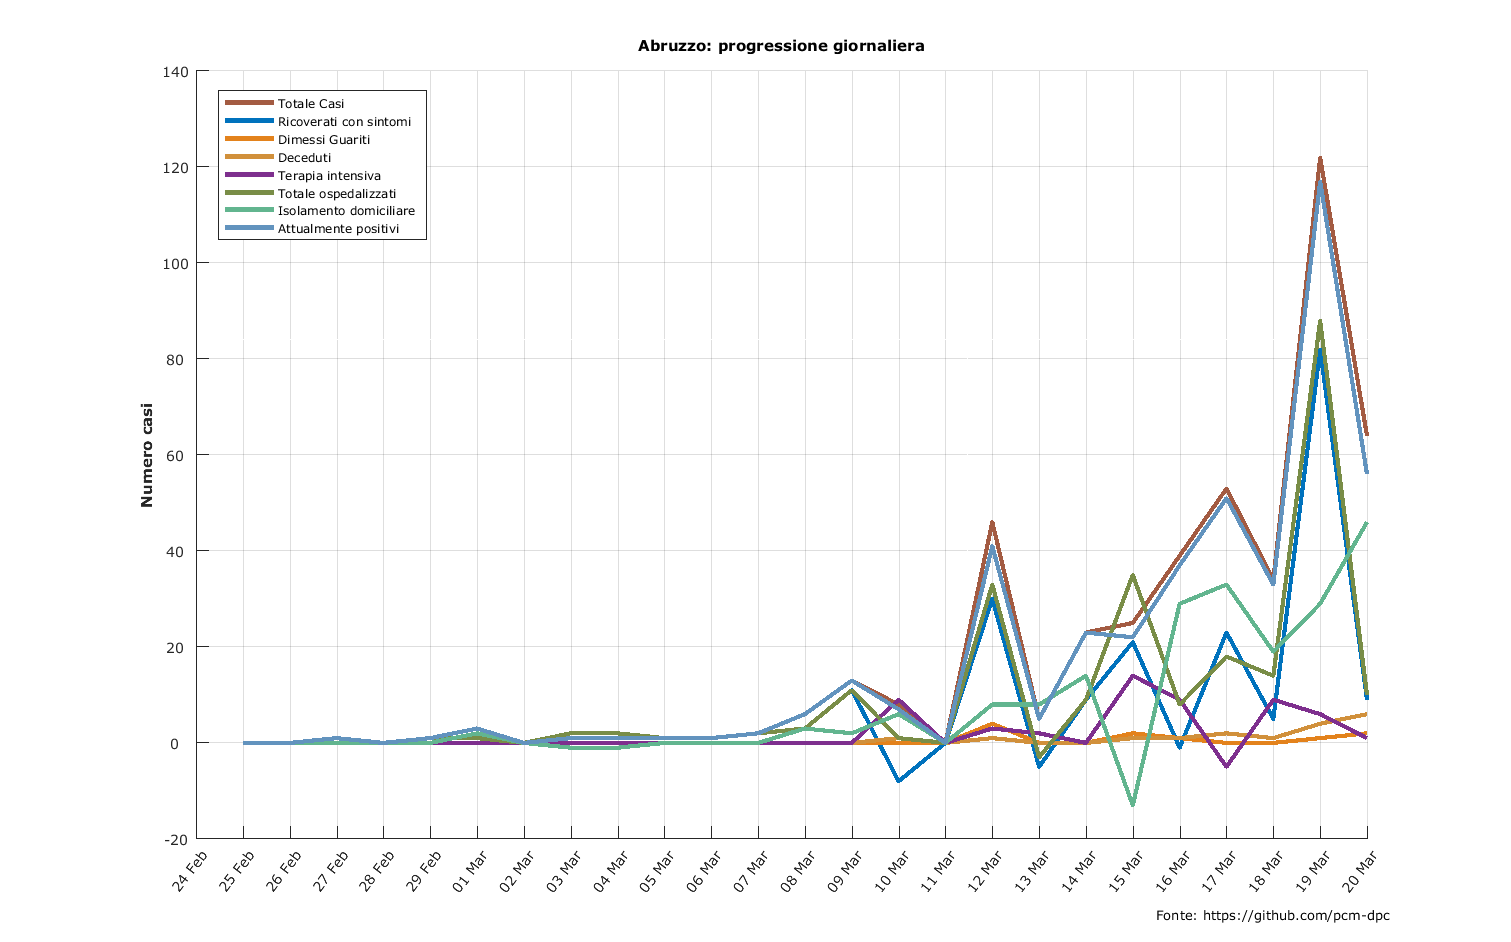 Abruzzo: progressione giornaliera
140
120
100
80
60
40
20
0
-20
Numero casi
Totale Casi
Ricoverati con sintomi
Dimessi Guariti
Deceduti
Terapia intensiva
Totale ospedalizzati
Isolamento domiciliare
Attualmente positivi
24 Feb
25 Feb
26 Feb
27 Feb
28 Feb
29 Feb
01 Mar
02 Mar
03 Mar
04 Mar
05 Mar
06 Mar
07 Mar
08 Mar
09 Mar
10 Mar
11 Mar
12 Mar
13 Mar
14 Mar
15 Mar
16 Mar
17 Mar
18 Mar
19 Mar
20 Mar
Fonte: https://github.com/pcm-dpc